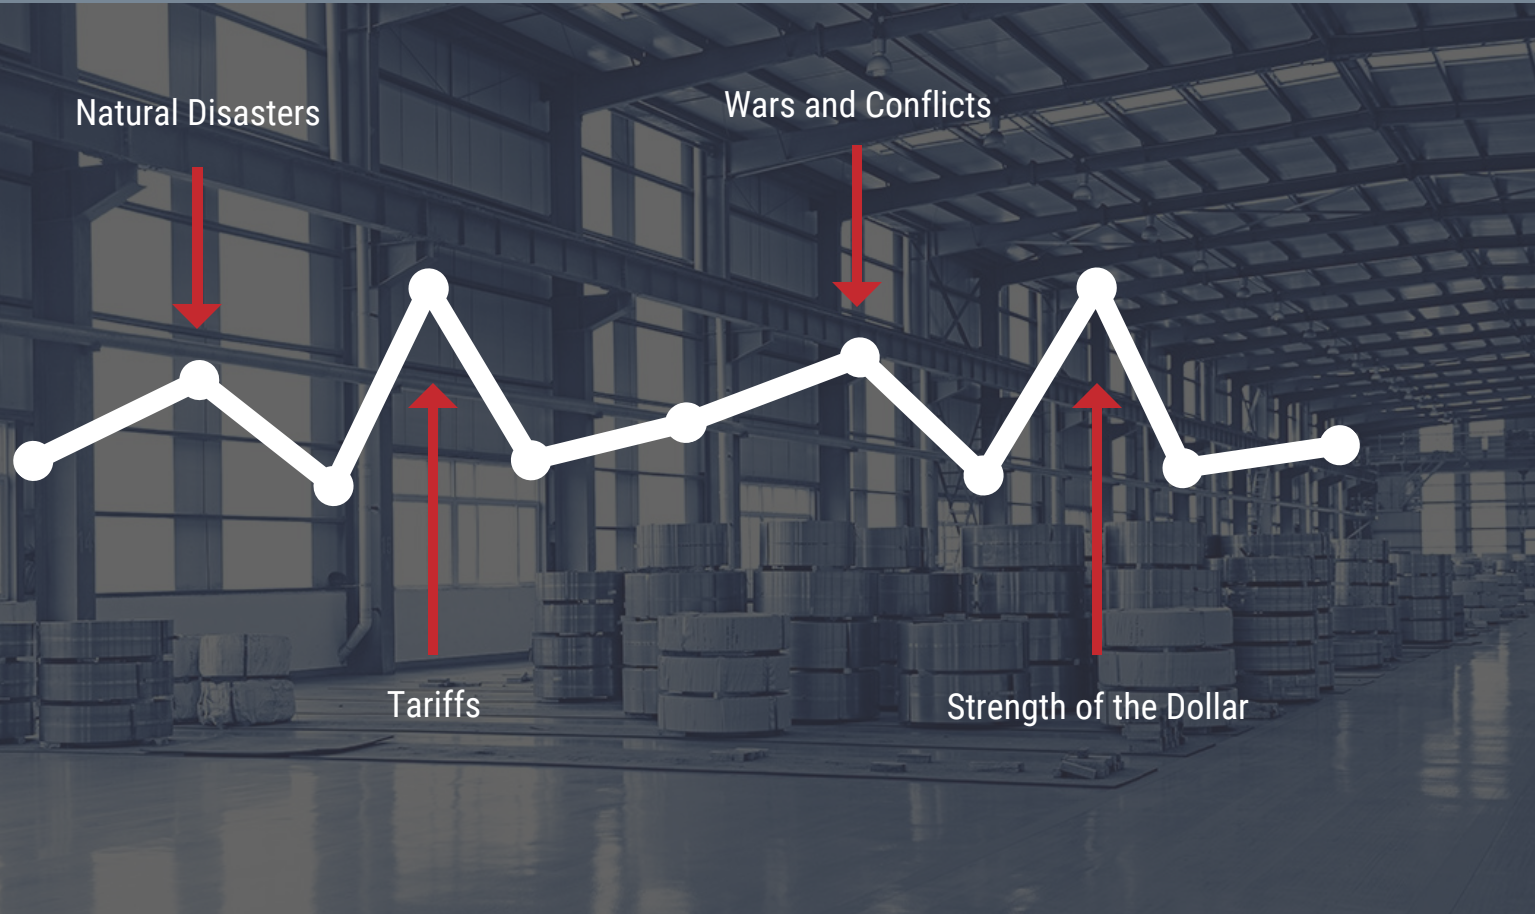 Natural Disasters
Wars and Conflicts
Tariffs
Strength of the Dollar